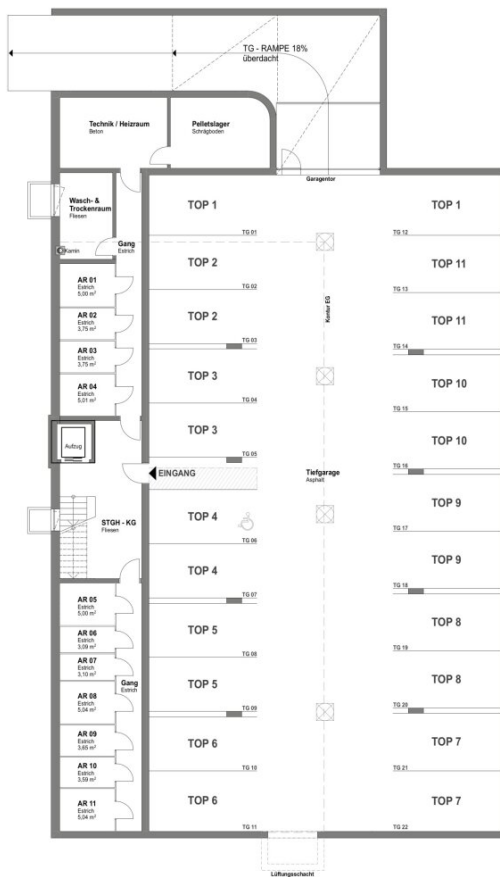 TG - RAMPE 18%
überdacht
Technik / Heizraum
Beton
Pelletslager
Schrägboden
Garagentor
Wasch- &
Trockenraum
Fliesen
Kamin
Gang
Estrich
AR 01
Estrich
5,00 m²
AR 02
Estrich
3,75 m²
AR 03
Estrich
3,75 m²
AR 04
Estrich
5,01 m²
Aufzug
EINGANG
STGH - KG
Fliesen
AR 05
Estrich
5,00 m²
AR 06
Estrich
3,09 m²
AR 07
Estrich
3,10 m²
Gang
Estrich
AR 08
Estrich
5,04 m²
AR 09
Estrich
3,65 m²
AR 10
Estrich
3,59 m²
AR 11
Estrich
5,04 m²
TOP 1
TG 01
TOP 2
TG 02
TOP 2
TG 03
TOP 3
TG 04
TOP 3
TG 05
TOP 4
TG 06
TOP 4
TG 07
TOP 5
TG 08
TOP 5
TG 09
TOP 6
TG 10
TOP 6
TG 11
Kontur EG
Tiefgarage
Asphalt
TOP 1
TG 12
TOP 11
TG 13
TOP 11
TG 14
TOP 10
TG 15
TOP 10
TG 16
TOP 9
TG 17
TOP 9
TG 18
TOP 8
TG 19
TOP 8
TG 20
TOP 7
TG 21
TOP 7
TG 22
Lüftungsschacht